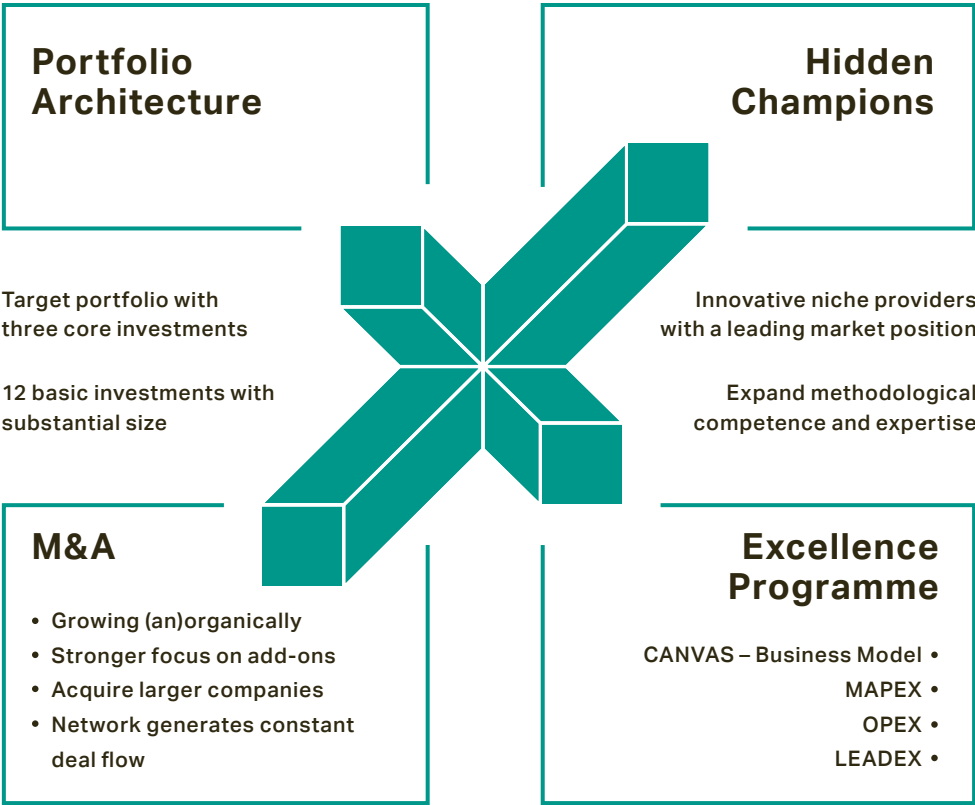 Portfolio
Architecture
Hidden
Champions
Target portfolio with
three core investments
12 basic investments with
substantial size
Innovative niche providers
with a leading market position
Expand methodological
competence and expertise
M&A
• Growing (an)organically
• Stronger focus on add-ons
• Acquire larger companies
• Network generates constant
deal flow
Excellence
Programme
CANVAS – Business Model •
MAPEX •
OPEX •
LEADEX •